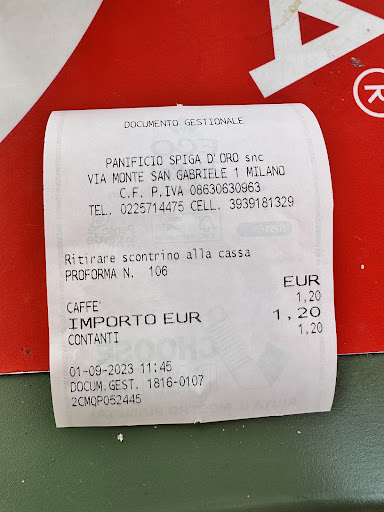 A®
DOCUMENTO GESTIONALE
PANIFICIO SPIGA D'ORO snc
VIA MONTE SAN GABRIELE 1 MILANO
C.F. P.IVA 08630630963
TEL. 0225714475 CELL. 3939181329
Ritirare scontrino alla cassa
PROFORMA N. 106
EUR
CAFFE' 1,20
IMPORTO EUR 1,20
CONTANTI 1,20
01-09-2023 11:45
DOCUM.GEST. 1816-0107
2CMQP052445